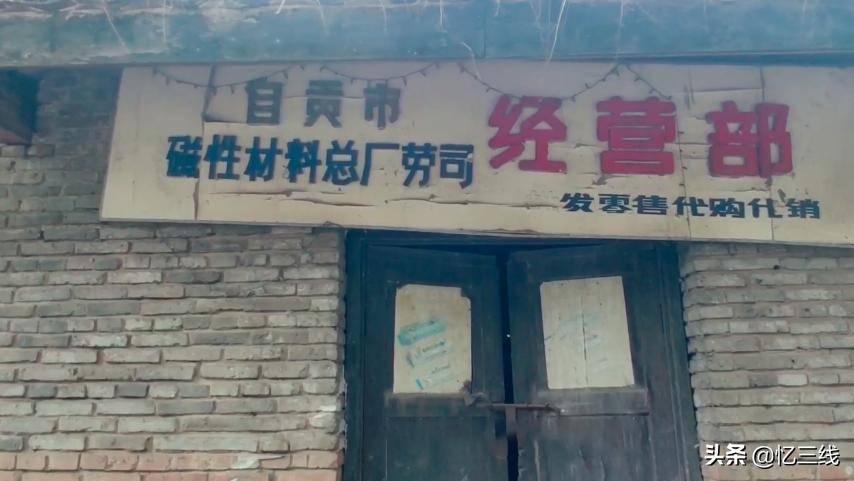 自贡市
磁性材料总厂劳司
经营部
发零售代购代销
头条 @忆三线